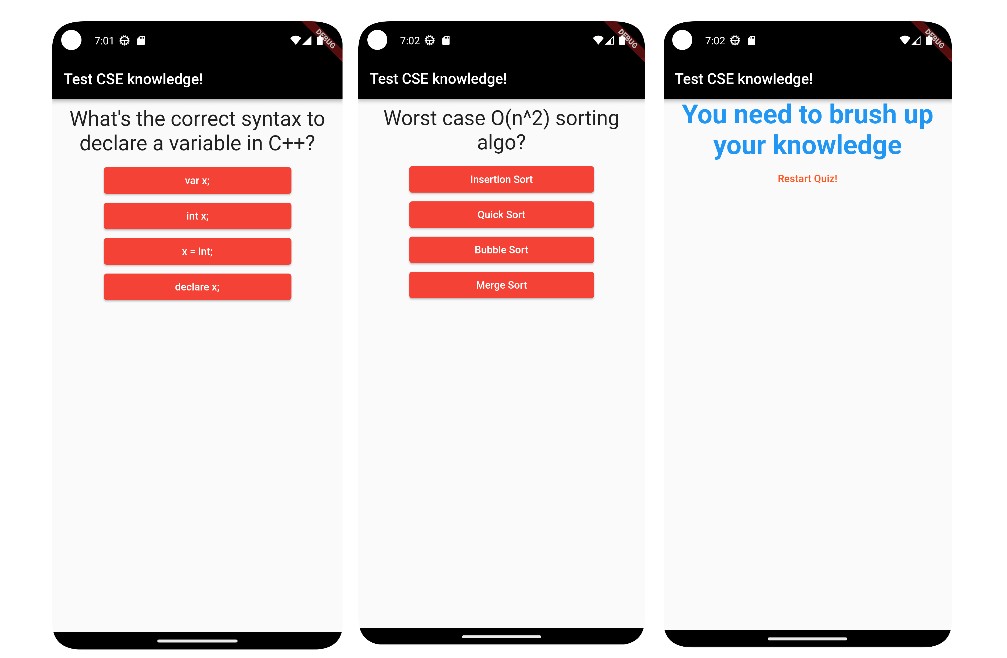 7:01
DEBUG
Test CSE knowledge!
What's the correct syntax to
declare a variable in C++?
var x;
int x;
x = int;
declare x;
7:02
DEBUG
Test CSE knowledge!
Worst case O(n^2) sorting
algo?
Insertion Sort
Quick Sort
Bubble Sort
Merge Sort
7:02
DEBUG
Test CSE knowledge!
You need to brush up
your knowledge
Restart Quiz!